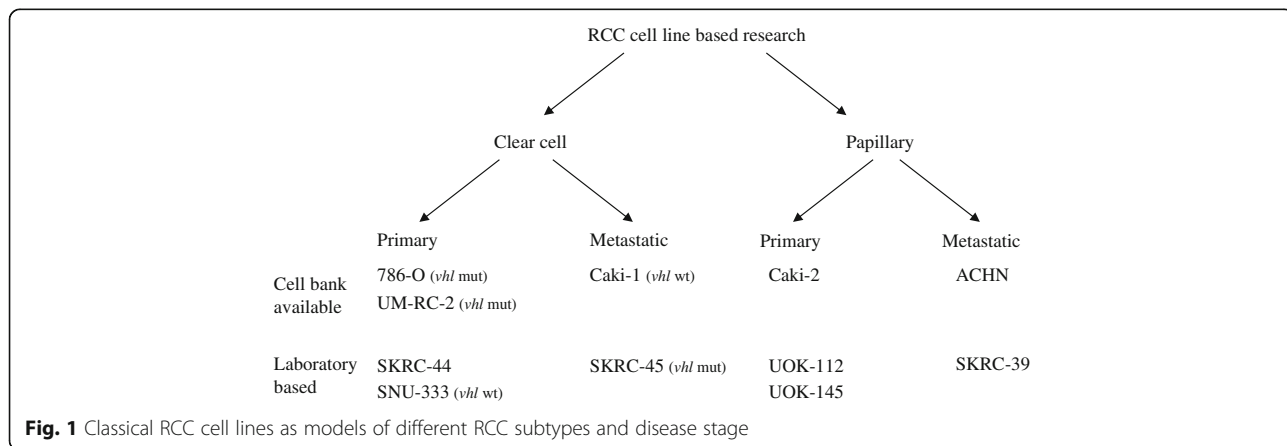 RCC cell line based research
Clear cell Papillary
Primary Metastatic Primary Metastatic
Cell bank available 786-O (vhl mut) Caki-1 (vhl wt) Caki-2 ACHN
UM-RC-2 (vhl mut)
Laboratory based SKRC-44 SKRC-45 (vhl mut) UOK-112 SKRC-39
SNU-333 (vhl wt) UOK-145
Fig. 1 Classical RCC cell lines as models of different RCC subtypes and disease stage